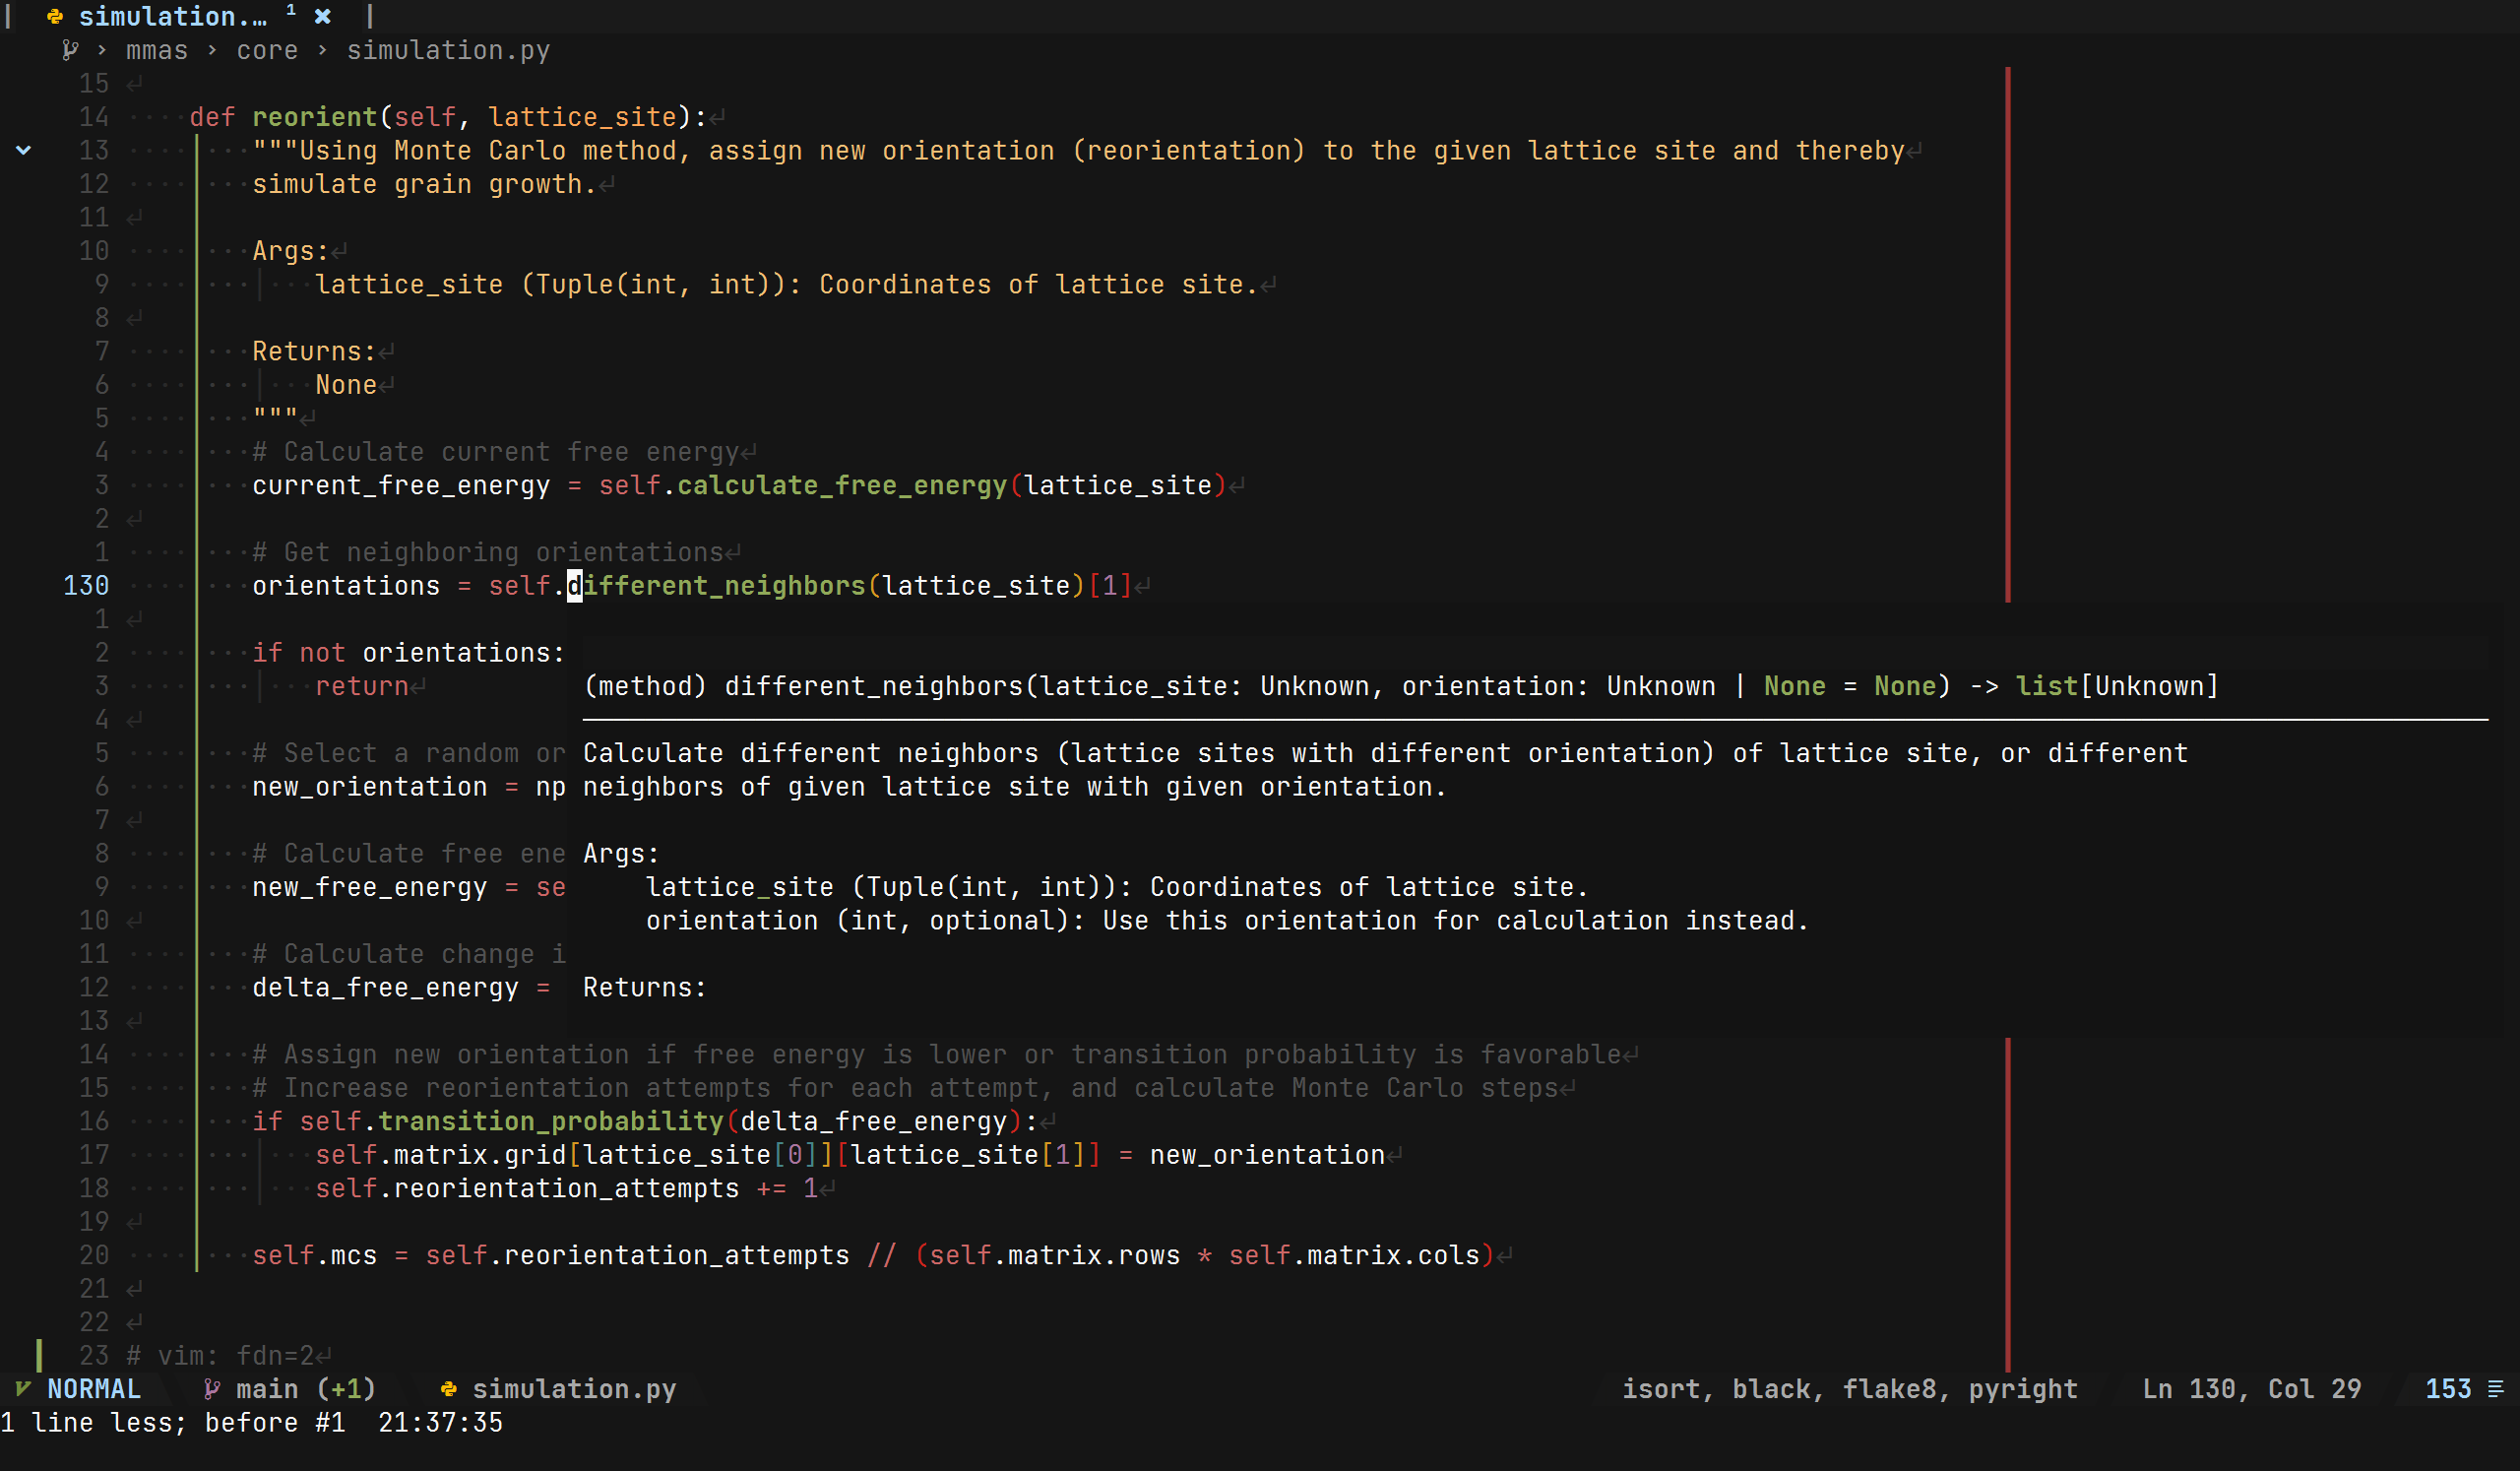 simulation.… 1 ✖
› mmas › core › simulation.py
15
14 def reorient(self, lattice_site):
13 """Using Monte Carlo method, assign new orientation (reorientation) to the given lattice site and thereby
12 simulate grain growth.
11
10 Args:
9 lattice_site (Tuple(int, int)): Coordinates of lattice site.
8
7 Returns:
6 None
5 """
4 # Calculate current free energy
3 current_free_energy = self.calculate_free_energy(lattice_site)
2
1 # Get neighboring orientations
130 orientations = self.different_neighbors(lattice_site)[1]
1
2 if not orientations:
3 return (method) different_neighbors(lattice_site: Unknown, orientation: Unknown | None = None) -> list[Unknown]
4
5 # Select a random or Calculate different neighbors (lattice sites with different orientation) of lattice site, or different
6 new_orientation = np neighbors of given lattice site with given orientation.
7
8 # Calculate free ene Args:
9 new_free_energy = se lattice_site (Tuple(int, int)): Coordinates of lattice site.
10 orientation (int, optional): Use this orientation for calculation instead.
11 # Calculate change i
12 delta_free_energy = Returns:
13
14 # Assign new orientation if free energy is lower or transition probability is favorable
15 # Increase reorientation attempts for each attempt, and calculate Monte Carlo steps
16 if self.transition_probability(delta_free_energy):
17 self.matrix.grid[lattice_site[0]][lattice_site[1]] = new_orientation
18 self.reorientation_attempts += 1
19
20 self.mcs = self.reorientation_attempts // (self.matrix.rows * self.matrix.cols)
21
22
23 # vim: fdn=2
NORMAL main (+1) simulation.py isort, black, flake8, pyright Ln 130, Col 29 153
1 line less; before #1 21:37:35